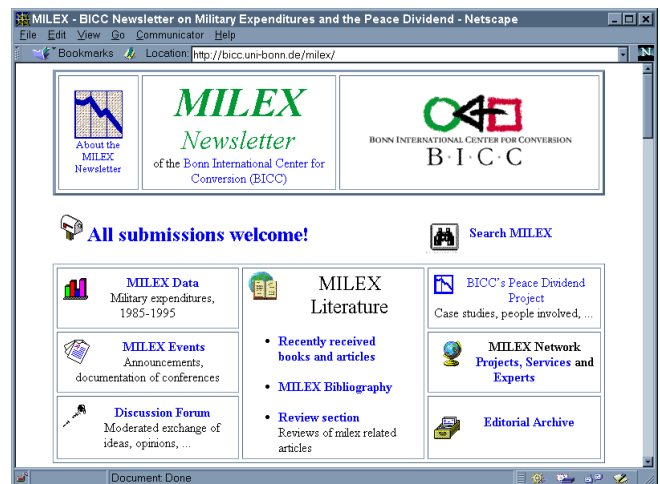 MILEX - BICC Newsletter on Military Expenditures and the Peace Dividend - Netscape
File Edit View Go Communicator Help
Bookmarks Location: http://bicc.uni-bonn.de/milex/
N
About the
MILEX
Newsletter
MILEX
Newsletter
of the Bonn International Center for
Conversion (BICC)
BONN INTERNATIONAL CENTER FOR CONVERSION
B·I·C·C
All submissions welcome!
Search MILEX
MILEX Data
Military expenditures,
1985-1995
MILEX Events
Announcements,
documentation of conferences
Discussion Forum
Moderated exchange of
ideas, opinions, ...
MILEX
Literature
• Recently received
books and articles
• MILEX Bibliography
• Review section
Reviews of milex related
articles
BICC's Peace Dividend
Project
Case studies, people involved, ...
MILEX Network
Projects, Services and
Experts
Editorial Archive
Document: Done